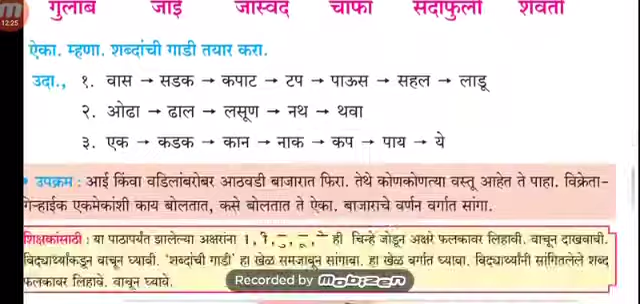 गुलाब जाई जास्वंद चाफा सदाफुली शेवंती
12:25
ऐका. म्हणा. शब्दांची गाडी तयार करा.
उदा., १. वास → सडक → कपाट → टप → पाऊस → सहल → लाडू
२. ओढा → ढाल → लसूण → नथ → थवा
३. एक → कडक → कान → नाक → कप → पाय → ये
• उपक्रम : आई किंवा वडिलांबरोबर आठवडी बाजारात फिरा. तेथे कोणकोणत्या वस्तू आहेत ते पाहा. विक्रेता-
गिऱ्हाईक एकमेकांशी काय बोलतात, कसे बोलतात ते ऐका. बाजाराचे वर्णन वर्गात सांगा.
शिक्षकांसाठी : या पाठापर्यंत झालेल्या अक्षरांना ही चिन्हे जोडून अक्षरे फलकावर लिहावी. वाचून दाखवावी.
विद्यार्थ्यांकडून वाचून घ्यावी. 'शब्दांची गाडी' हा खेळ समजावून सांगावा. हा खेळ वर्गात घ्यावा. विद्यार्थ्यांनी सांगितलेले शब्द
फलकावर लिहावे. वाचून घ्यावे.
Recorded by Mobizen